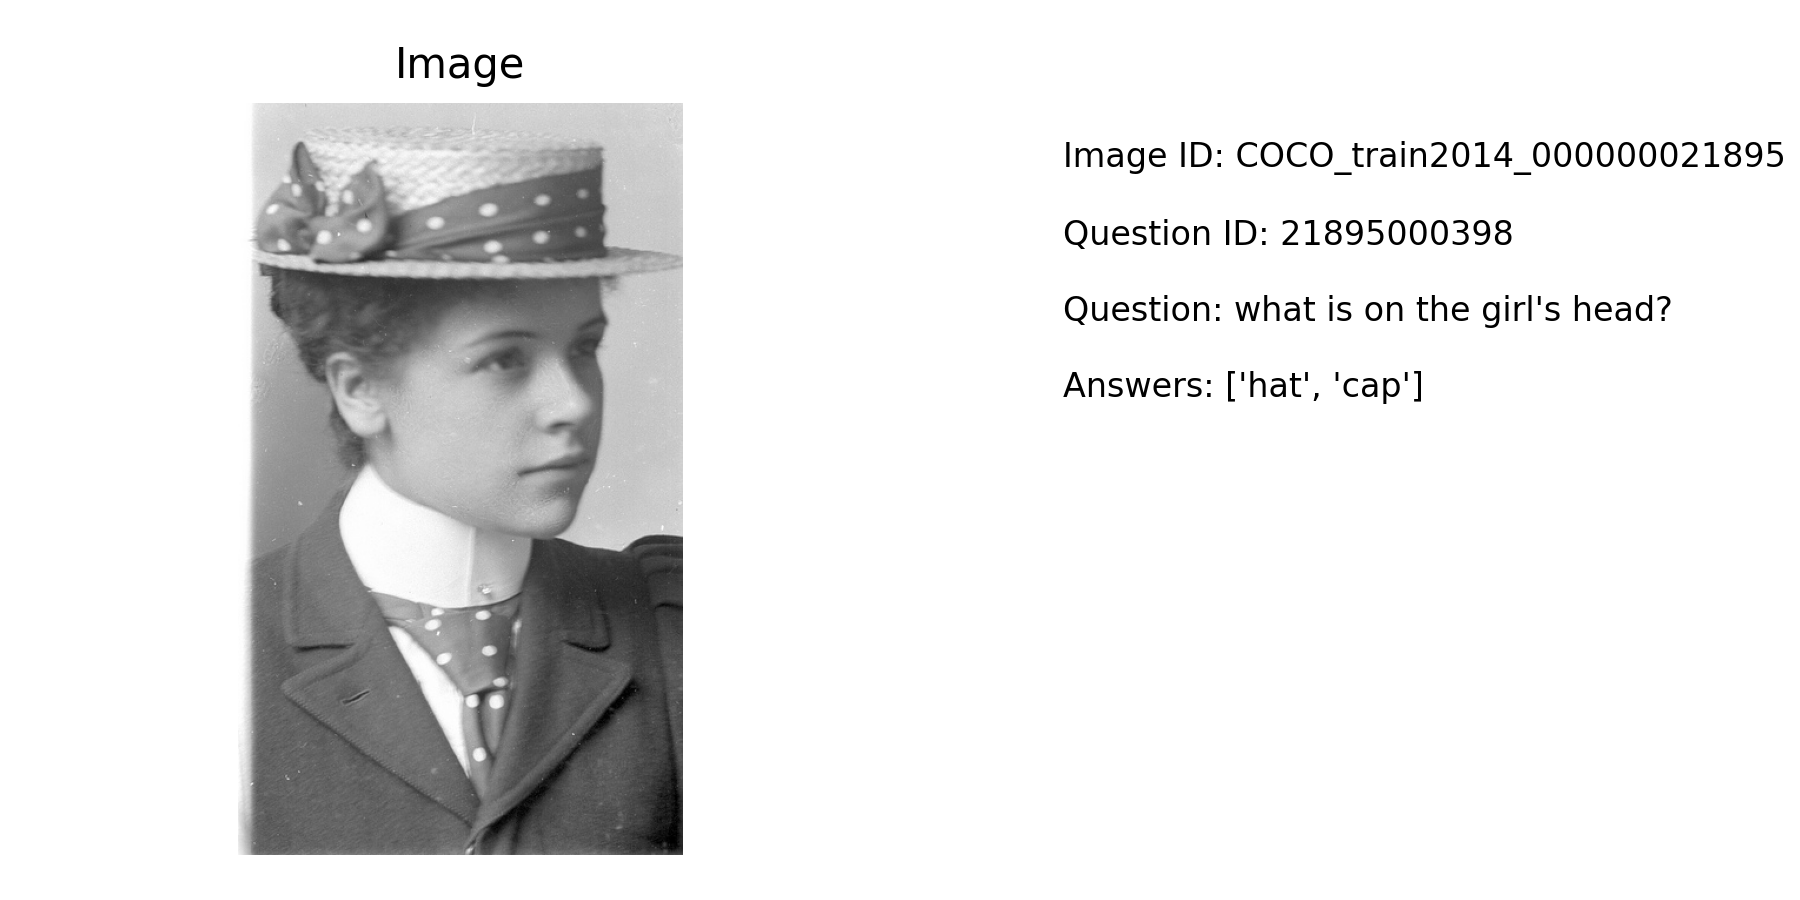 Image
Image ID: COCO_train2014_000000021895
Question ID: 21895000398
Question: what is on the girl's head?
Answers: ['hat', 'cap']